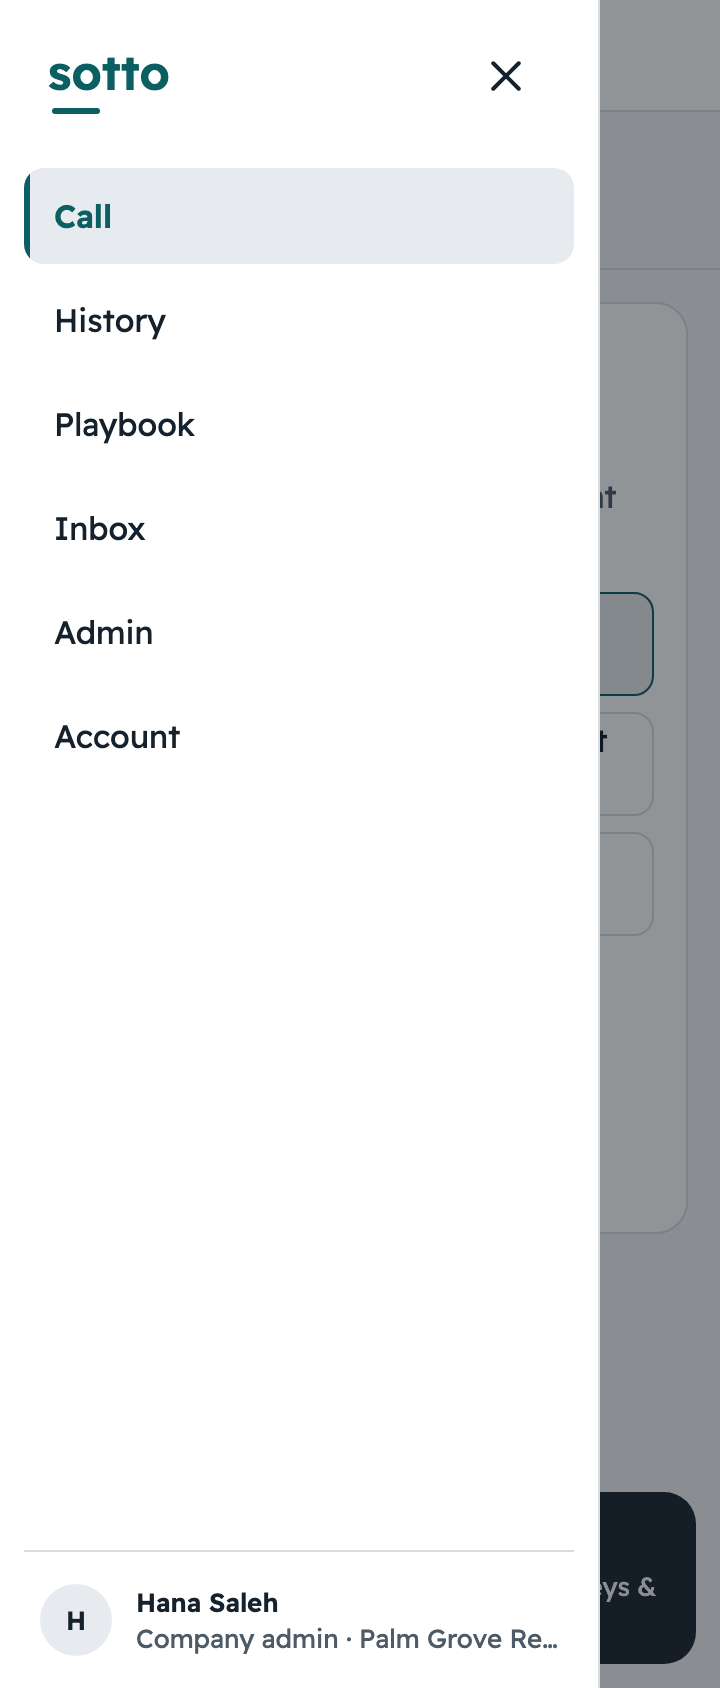 sotto
Call
History
Playbook
Inbox
Admin
Account
t
Hana Saleh
Company admin · Palm Grove Re...
&